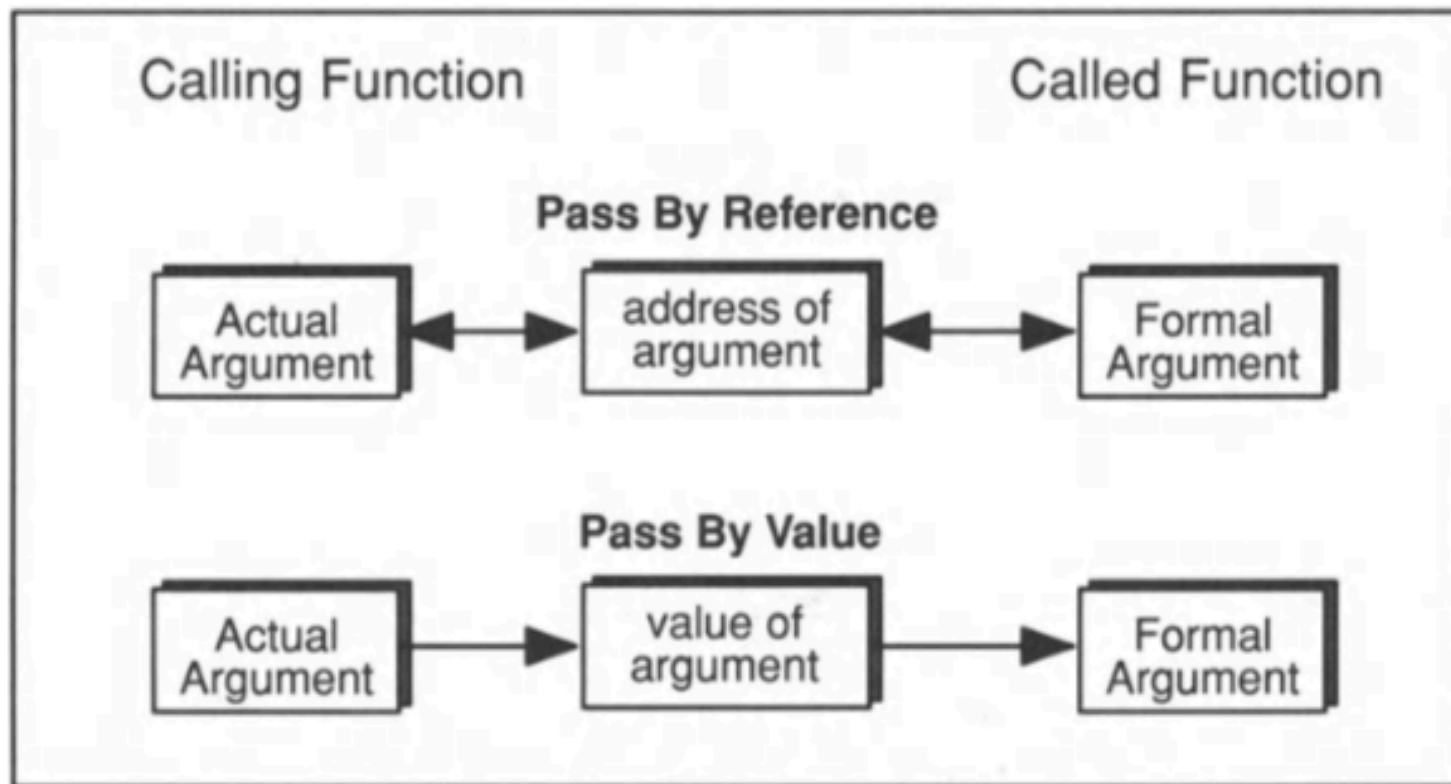 Calling Function
Called Function
Pass By Reference
Actual
Argument
address of
argument
Formal
Argument
Pass By Value
Actual
Argument
value of
argument
Formal
Argument